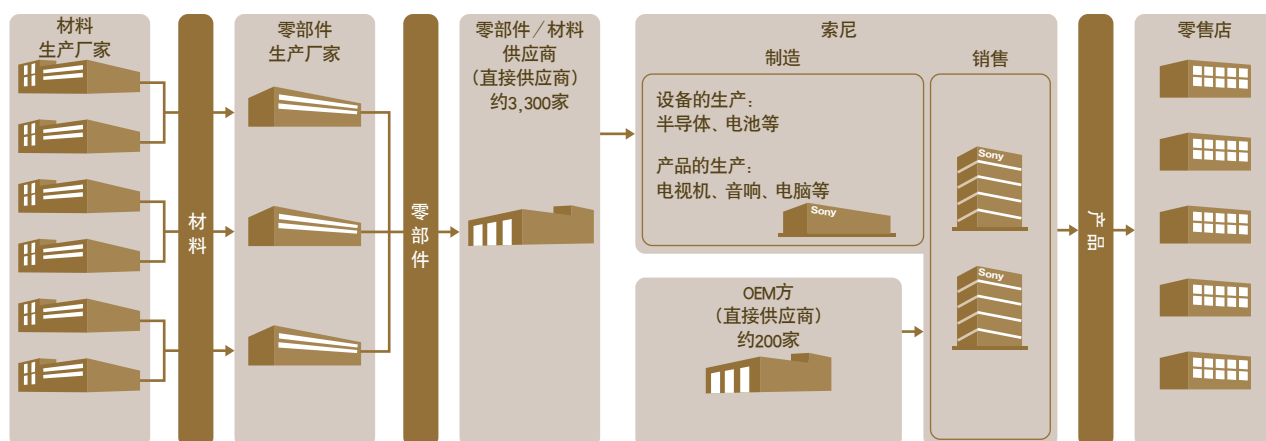 材料
生产厂家
材料
零部件
生产厂家
零部件
零部件／材料
供应商
（直接供应商）
约3,300家
索尼
制造
设备的生产：
半导体、电池等
产品的生产：
电视机、音响、电脑等
Sony
销售
Sony
Sony
OEM方
（直接供应商）
约200家
产品
零售店